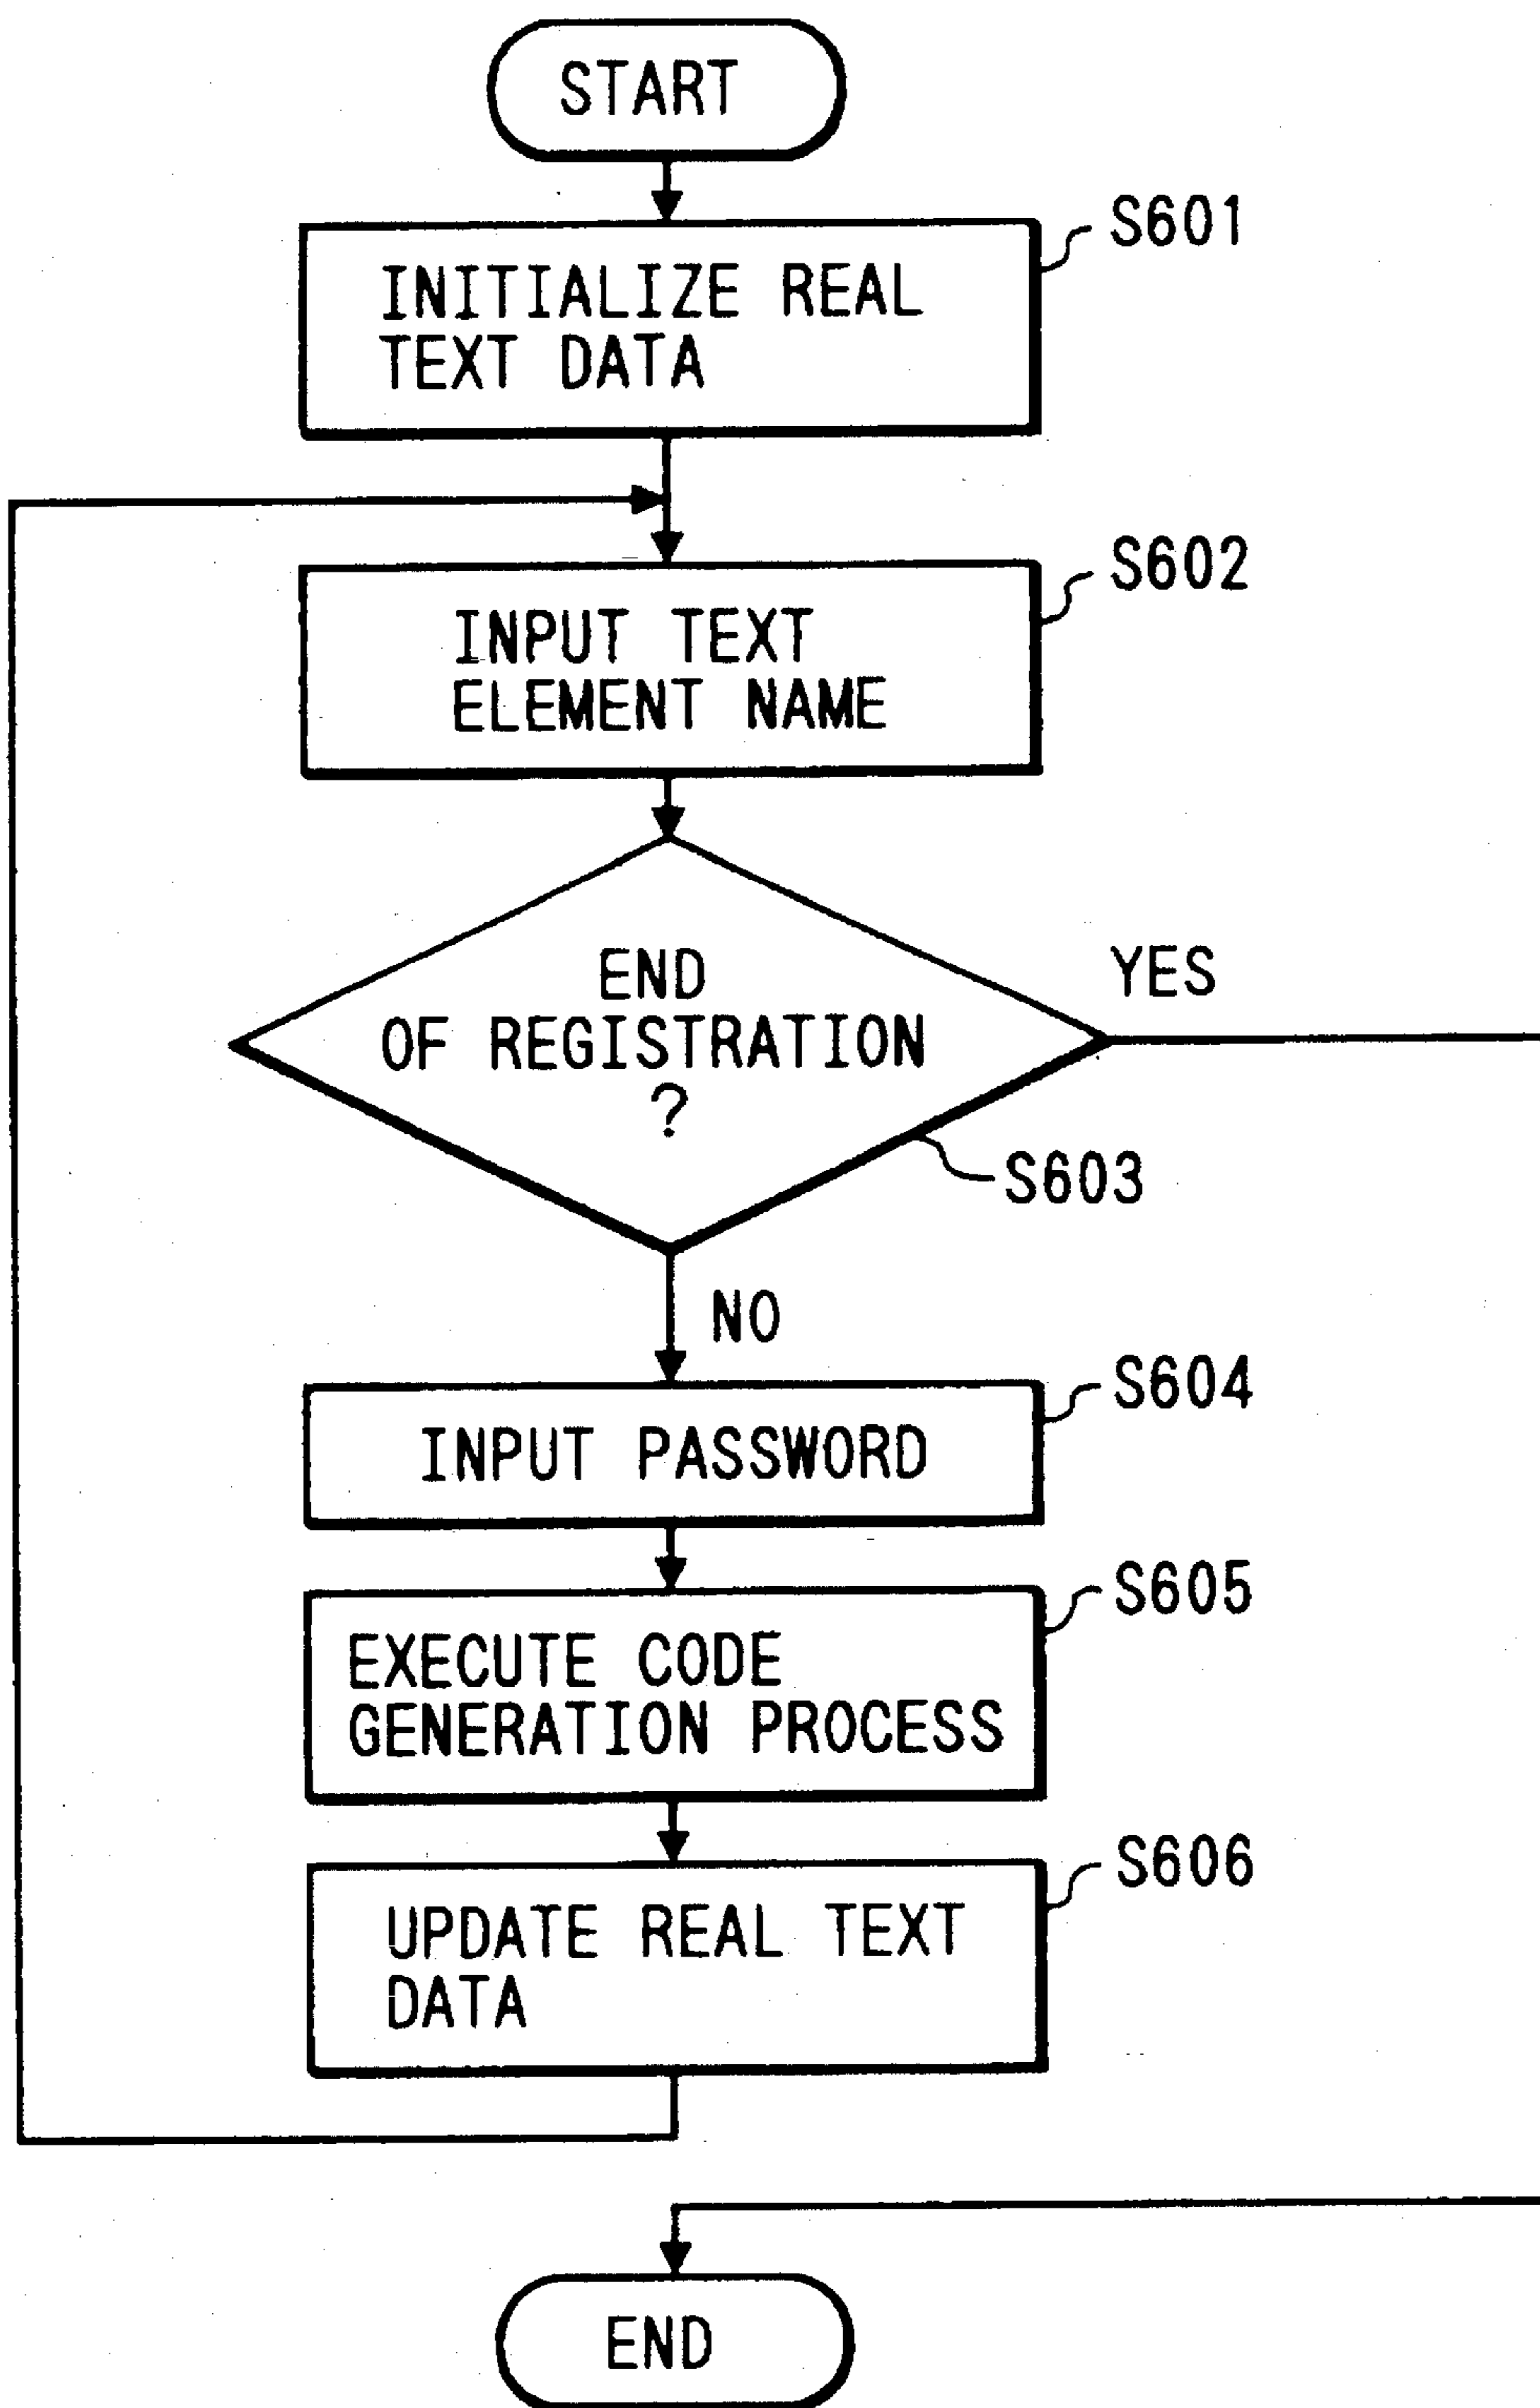 START
S601
INITIALIZE REAL
TEXT DATA
S602
INPUT TEXT
ELEMENT NAME
END
OF REGISTRATION
?
YES
S603
NO
S604
INPUT PASSWORD
S605
EXECUTE CODE
GENERATION PROCESS
S606
UPDATE REAL TEXT
DATA
END